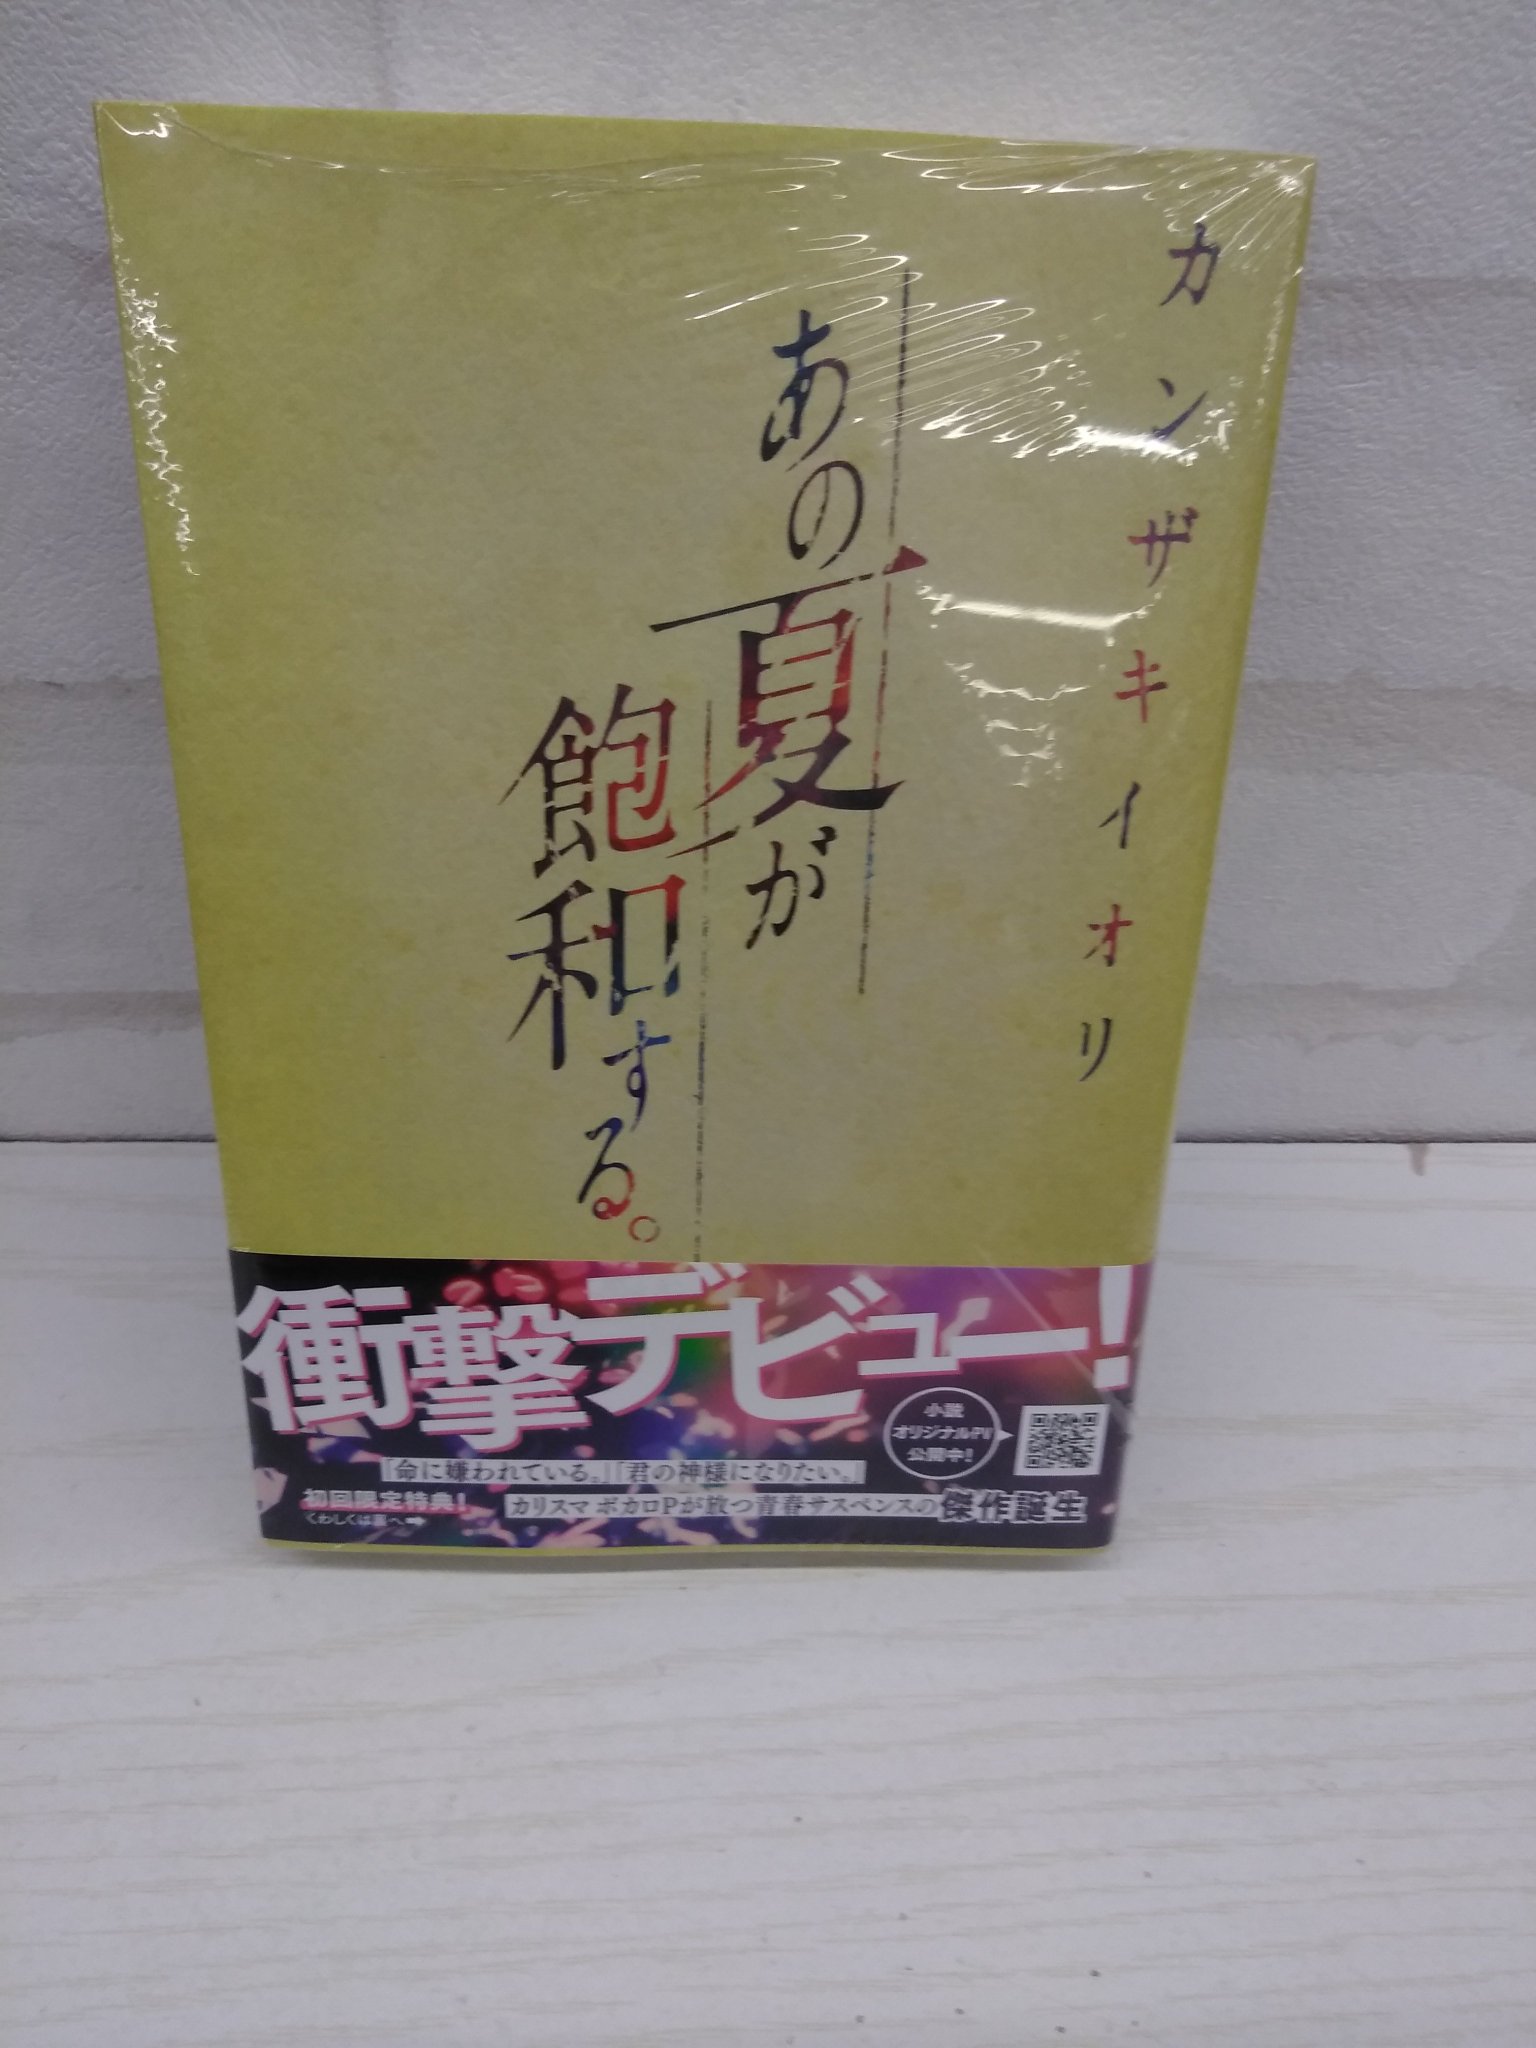 カンザキイオリ
あの夏が
飽和する。
衝撃デビュー!
小説
オリジナルPV
公開中!
「命に嫌われている。」「君の神様になりたい。」
カリスマ ボカロPが放つ青春サスペンスの傑作誕生
初回限定特典!
くわしくは裏へ➡